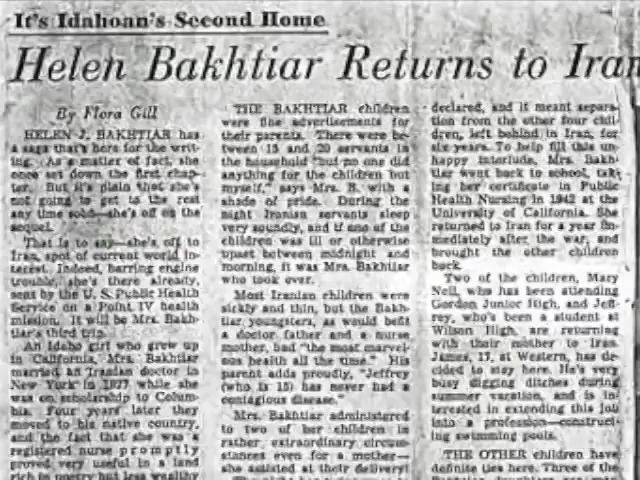 It's Idahoan's Second Home
Helen Bakhtiar Returns to Iran
By Flora Gill
HELEN J. BAKHTIAR has
a saga that's hers for the writ-
ing. As a matter of fact, she
once set down the first chap-
ter. But it's plain that she's
not going to get to the rest
any time soon—she's off on the
sequel.
That is to say—she's off to
Iran, spot of current world in-
terest. Indeed, barring engine
trouble, she's there already,
sent by the U. S. Public Health
Service on a Point IV health
mission. It will be Mrs. Bakh-
tiar's third trip.
An Idaho girl who grew up
in California, Mrs. Bakhtiar
married an Iranian doctor in
New York in 1927 while she
was on scholarship to Colum-
bia. Four years later they
moved to his native country,
and the fact that she was a
registered nurse promptly
proved very useful in a land
rich in poetry but less wealthy
THE BAKHTIAR children
were fine advertisements for
their parents. There were be-
tween 15 and 20 servants in
the household "but no one did
anything for the children but
myself," says Mrs. B. with a
shade of pride. During the
night Iranian servants sleep
very soundly, and if one of the
children was ill or otherwise
upset between midnight and
morning, it was Mrs. Bakhtiar
who took over.
Most Iranian children were
sickly and thin, but the Bakh-
tiar youngsters, as would befit
a doctor father and a nurse
mother, had "the most marvel-
ous health all the time." His
parent adds proudly, "Jeffrey
(who is 15) has never had a
contagious disease."
Mrs. Bakhtiar administered
to two of her children in
rather extraordinary circum-
stances even for a mother—
she assisted at their delivery!
declared, and it meant separa-
tion from the other four chil-
dren, left behind in Iran, for
six years. To help fill this un-
happy interlude, Mrs. Bakh-
tiar went back to school, tak-
ing her certificate in Public
Health Nursing in 1942 at the
University of California. She
returned to Iran for a year im-
mediately after the war, and
brought the other children
back.
Two of the children, Mary
Nell, who has been attending
Gordon Junior High, and Jeff-
rey, who's been a student at
Wilson High, are returning
with their mother to Iran.
James, 17, at Western, has de-
cided to stay here. He's very
busy digging ditches during
summer vacation, and is in-
terested in extending this job
into a profession—construct-
ing swimming pools.
THE OTHER children have
definite ties here. Three of the